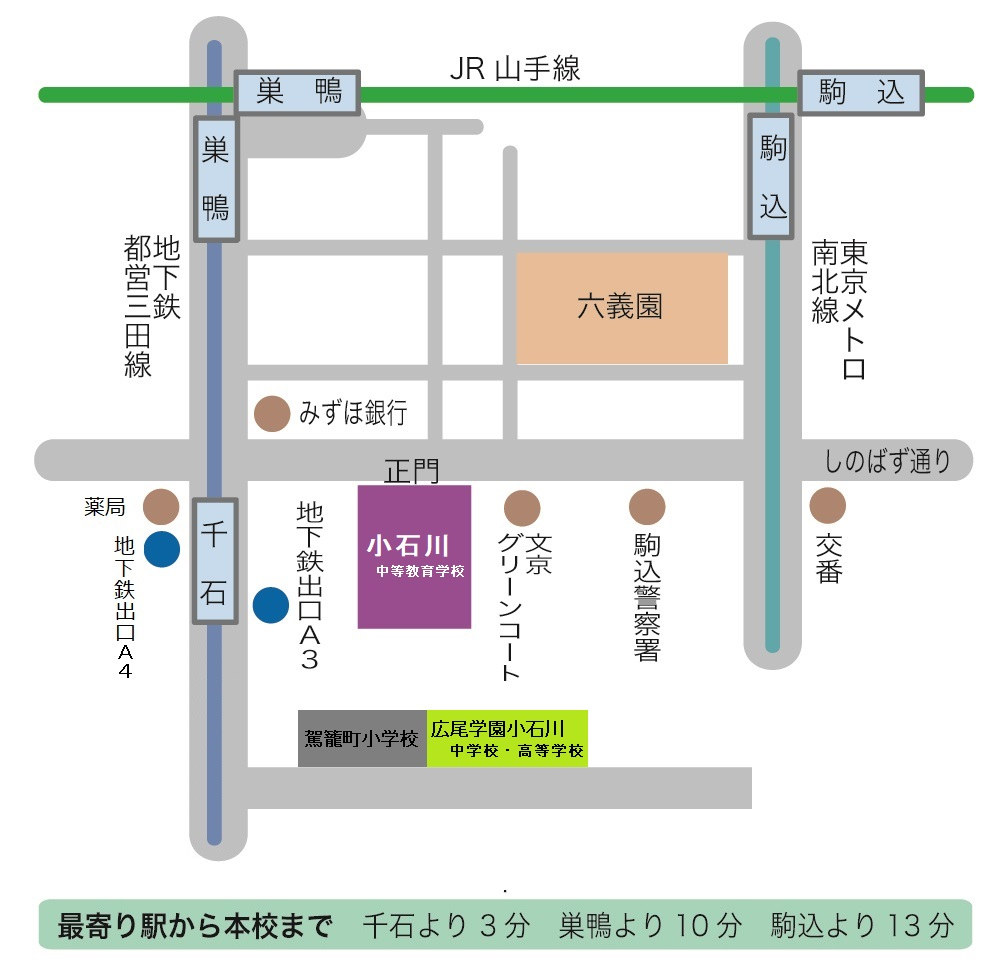 JR 山手線
巣鴨
駒込
巣鴨
駒込
地下鉄
都営三田線
東京メトロ
南北線
六義園
みずほ銀行
しのばず通り
正門
薬局
地下鉄出口A4
千石
地下鉄出口A3
小石川
中等教育学校
文京
グリーンコート
駒込警察署
交番
駕籠町小学校
広尾学園小石川
中学校・高等学校
最寄り駅から本校まで 千石より 3 分 巣鴨より 10 分 駒込より 13 分